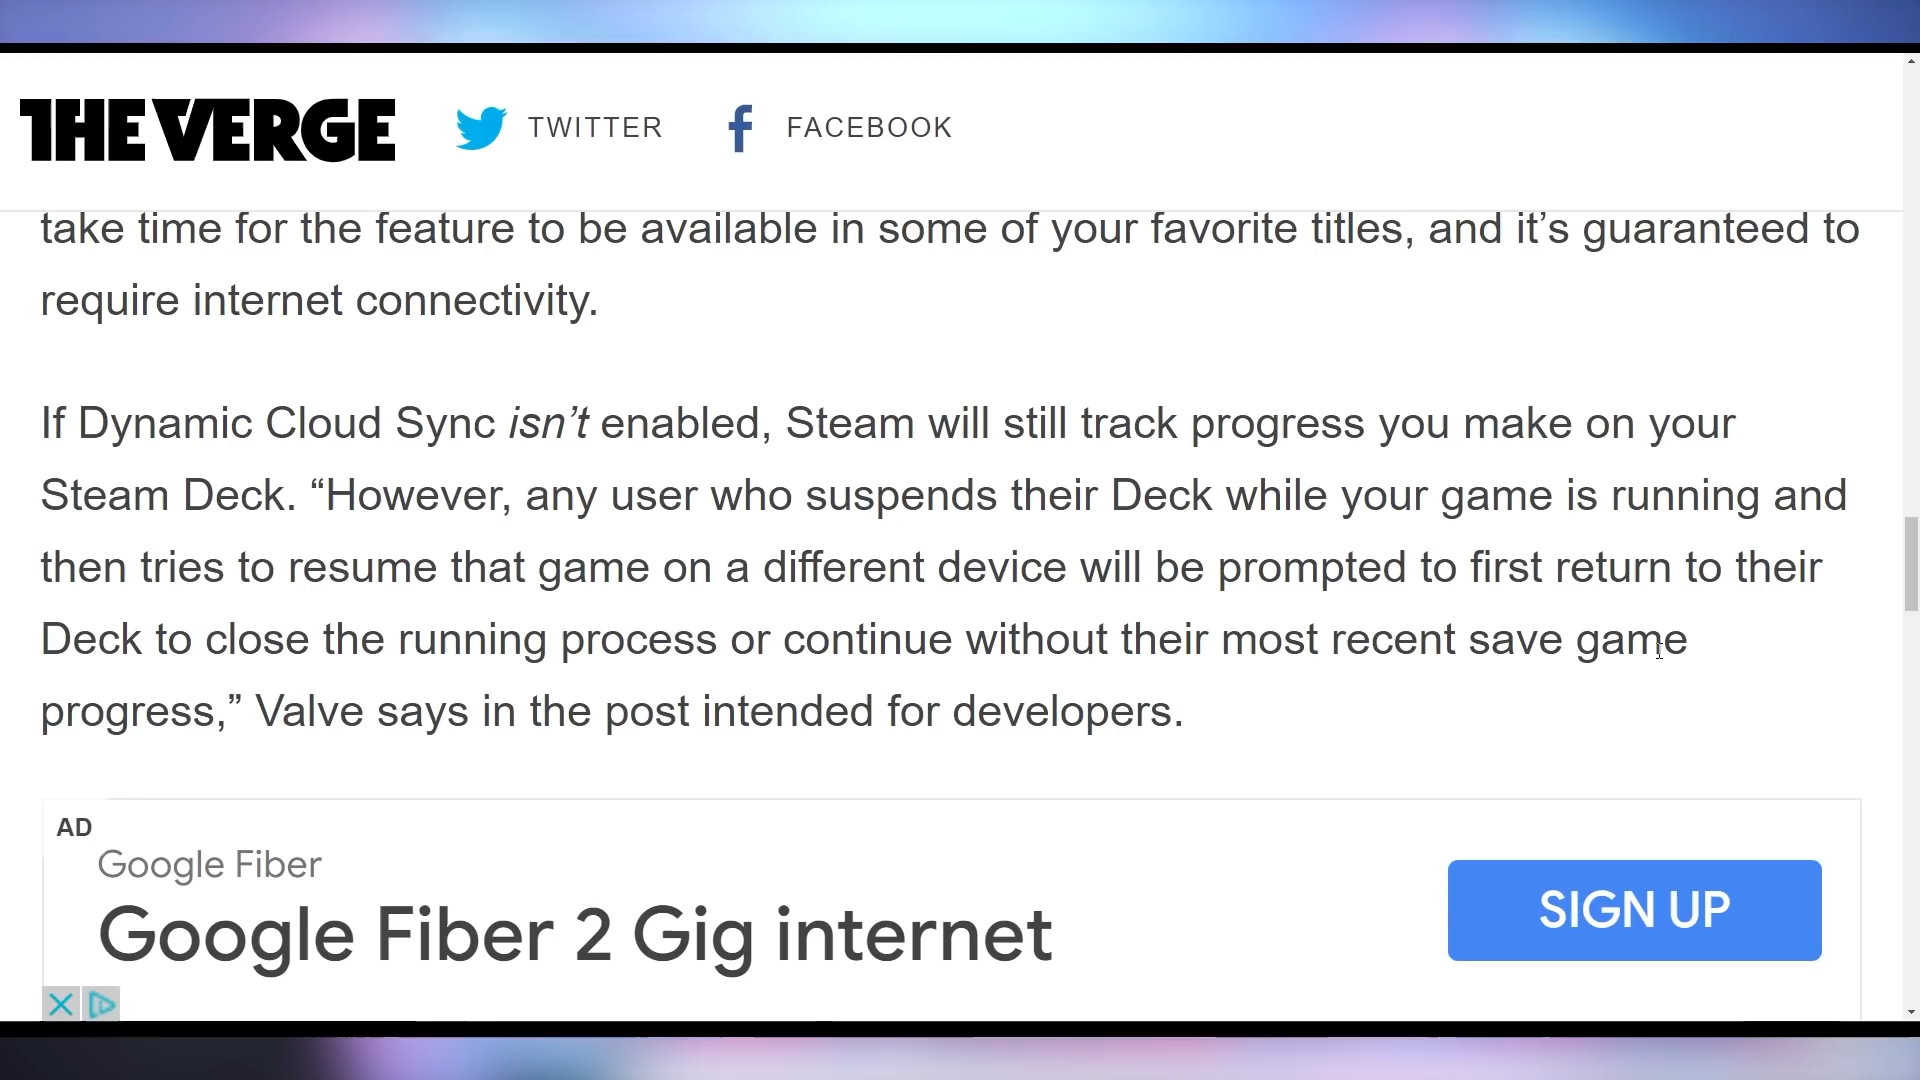 THE VERGE TWITTER FACEBOOK
take time for the feature to be available in some of your favorite titles, and it’s guaranteed to
require internet connectivity.
If Dynamic Cloud Sync isn’t enabled, Steam will still track progress you make on your
Steam Deck. “However, any user who suspends their Deck while your game is running and
then tries to resume that game on a different device will be prompted to first return to their
Deck to close the running process or continue without their most recent save game
progress,” Valve says in the post intended for developers.
AD
Google Fiber
Google Fiber 2 Gig internet
SIGN UP